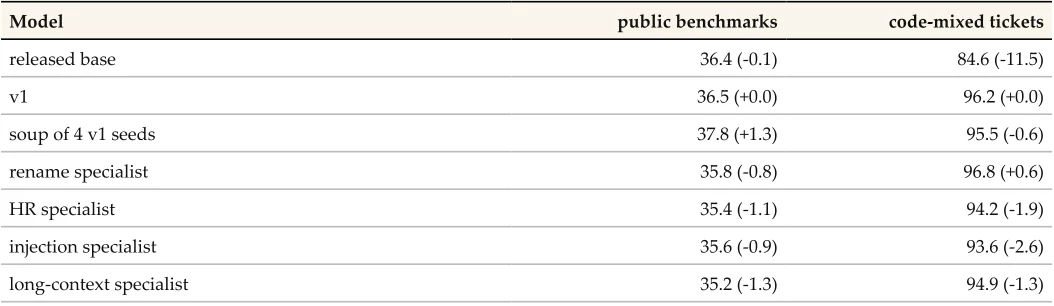 Model public benchmarks code-mixed tickets
released base 36.4 (-0.1) 84.6 (-11.5)
v1 36.5 (+0.0) 96.2 (+0.0)
soup of 4 v1 seeds 37.8 (+1.3) 95.5 (-0.6)
rename specialist 35.8 (-0.8) 96.8 (+0.6)
HR specialist 35.4 (-1.1) 94.2 (-1.9)
injection specialist 35.6 (-0.9) 93.6 (-2.6)
long-context specialist 35.2 (-1.3) 94.9 (-1.3)